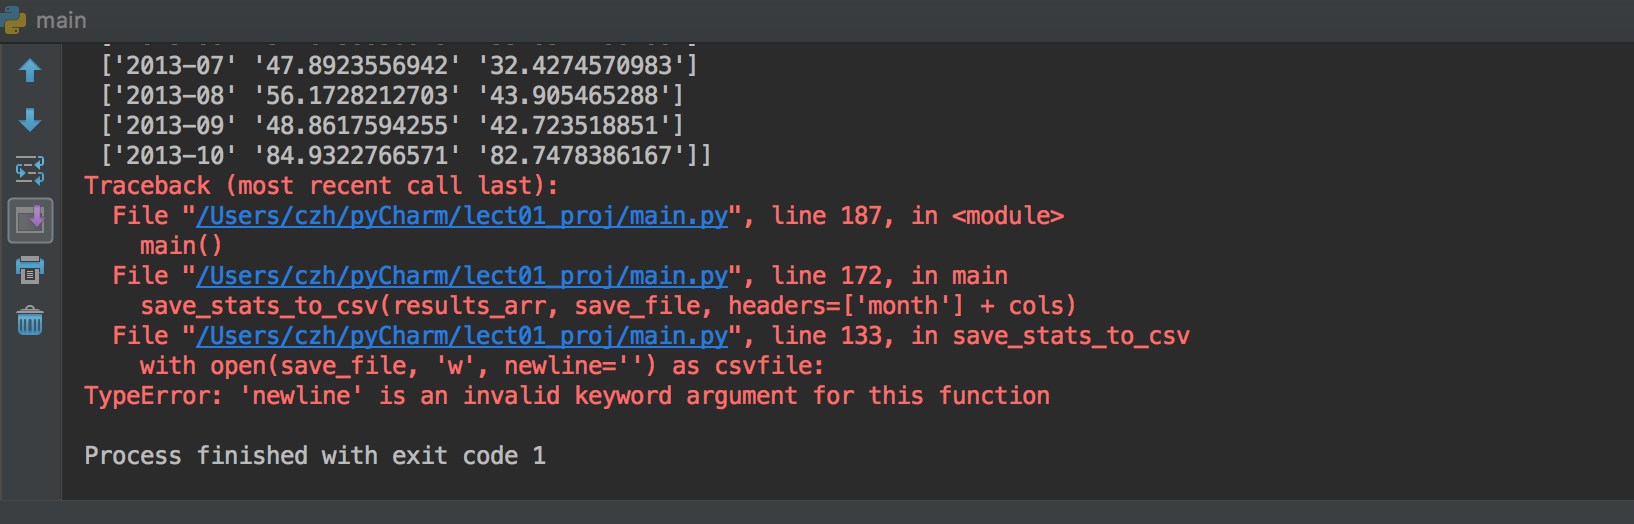 main
['2013-07' '47.8923556942' '32.4274570983']
['2013-08' '56.1728212703' '43.905465288']
['2013-09' '48.8617594255' '42.723518851']
['2013-10' '84.9322766571' '82.7478386167']]
Traceback (most recent call last):
File "/Users/czh/pyCharm/lect01_proj/main.py", line 187, in <module>
main()
File "/Users/czh/pyCharm/lect01_proj/main.py", line 172, in main
save_stats_to_csv(results_arr, save_file, headers=['month'] + cols)
File "/Users/czh/pyCharm/lect01_proj/main.py", line 133, in save_stats_to_csv
with open(save_file, 'w', newline='') as csvfile:
TypeError: 'newline' is an invalid keyword argument for this function
Process finished with exit code 1